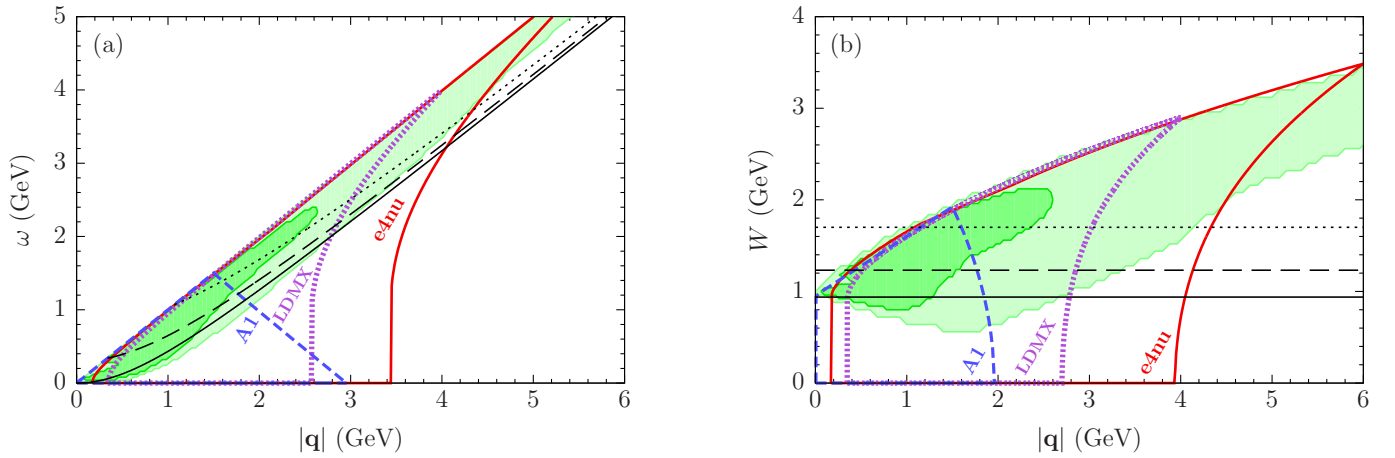 (a)
ω (GeV)
5
4
3
2
1
0
e4nu
LDMX
A1
0 1 2 3 4 5 6
|q| (GeV)
(b)
W (GeV)
4
3
2
1
0
A1
LDMX
e4nu
0 1 2 3 4 5 6
|q| (GeV)